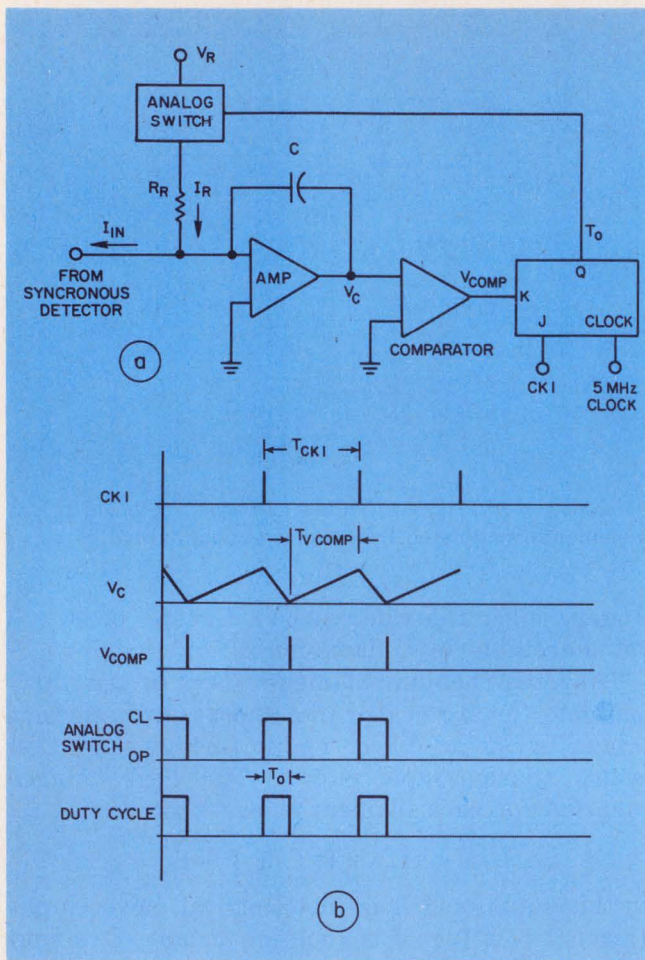 V_R
ANALOG
SWITCH
C
R_R
I_R
I_IN
T_O
FROM
SYNCRONOUS
DETECTOR
AMP
V_C
V_COMP
COMPARATOR
Q
K
J
CLOCK
CK1
5 MHz
CLOCK
a
T_CK1
CK1
T_V COMP
V_C
V_COMP
ANALOG
SWITCH
CL
OP
T_O
DUTY CYCLE
b